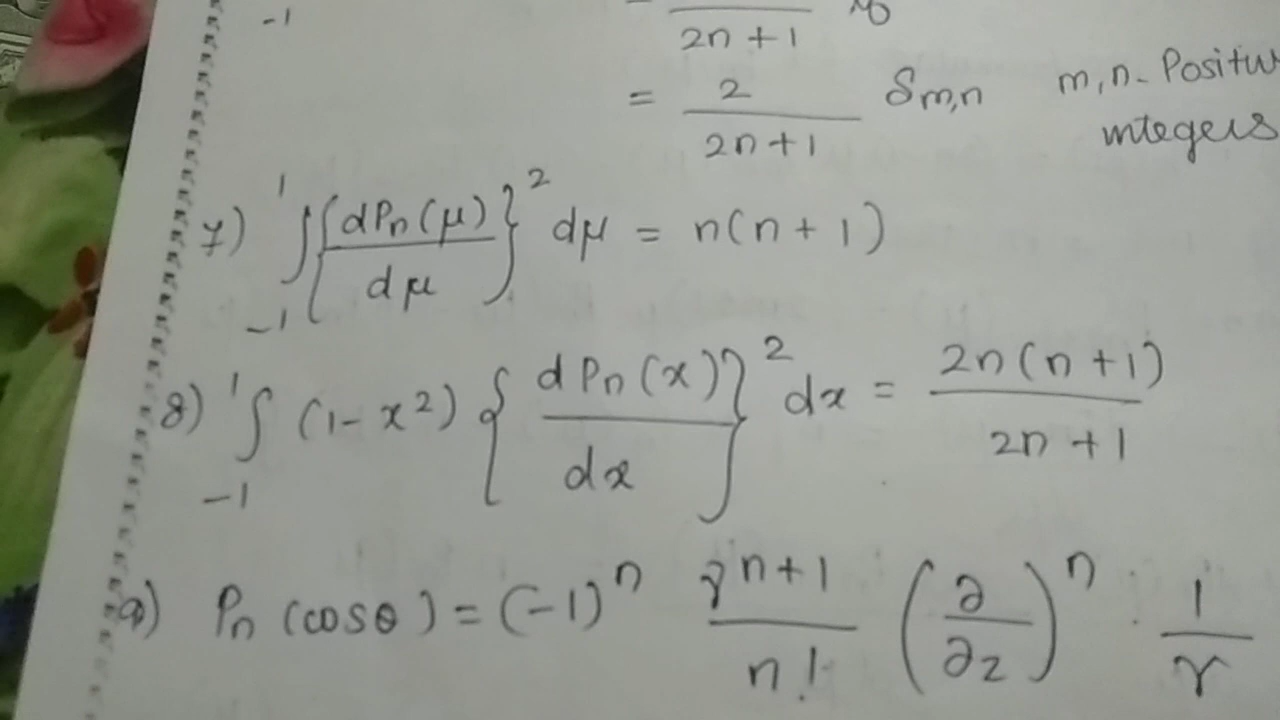 -1
2n + 1
= 2/(2n + 1) δm,n m,n - Positive
integers
7) ∫₋₁¹ {dPn(μ)/dμ}² dμ = n(n + 1)
8) ∫₋₁¹ (1 - x²) {dPn(x)/dx}² dx = 2n(n + 1)/(2n + 1)
9) Pn(cosθ) = (-1)ⁿ rⁿ⁺¹/n! (∂/∂z)ⁿ · 1/r